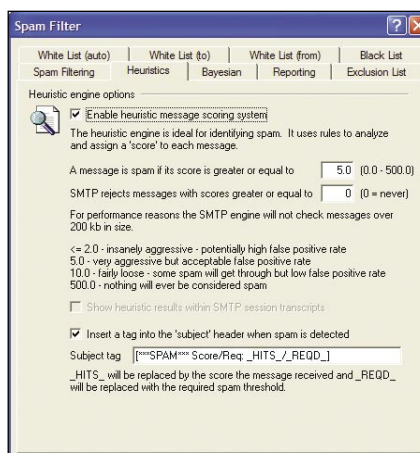 Spam Filter
White List (auto) White List (to) White List (from) Black List
Spam Filtering Heuristics Bayesian Reporting Exclusion List
Heuristic engine options
Enable heuristic message scoring system
The heuristic engine is ideal for identifying spam. It uses rules to analyze
and assign a 'score' to each message.
A message is spam if its score is greater or equal to 5.0 (0.0 - 500.0)
SMTP rejects messages with scores greater or equal to 0 (0 = never)
For performance reasons the SMTP engine will not check messages over
200 kb in size.
<= 2.0 - insanely aggressive - potentially high false positive rate
5.0 - very aggressive but acceptable false positive rate
10.0 - fairly loose - some spam will get through but low false positive rate
500.0 - nothing will ever be considered spam
Show heuristic results within SMTP session transcripts
Insert a tag into the 'subject' header when spam is detected
Subject tag [***SPAM*** Score/Req: _HITS_/_REQD_]
_HITS_ will be replaced by the score the message received and _REQD_
will be replaced with the required spam threshold.